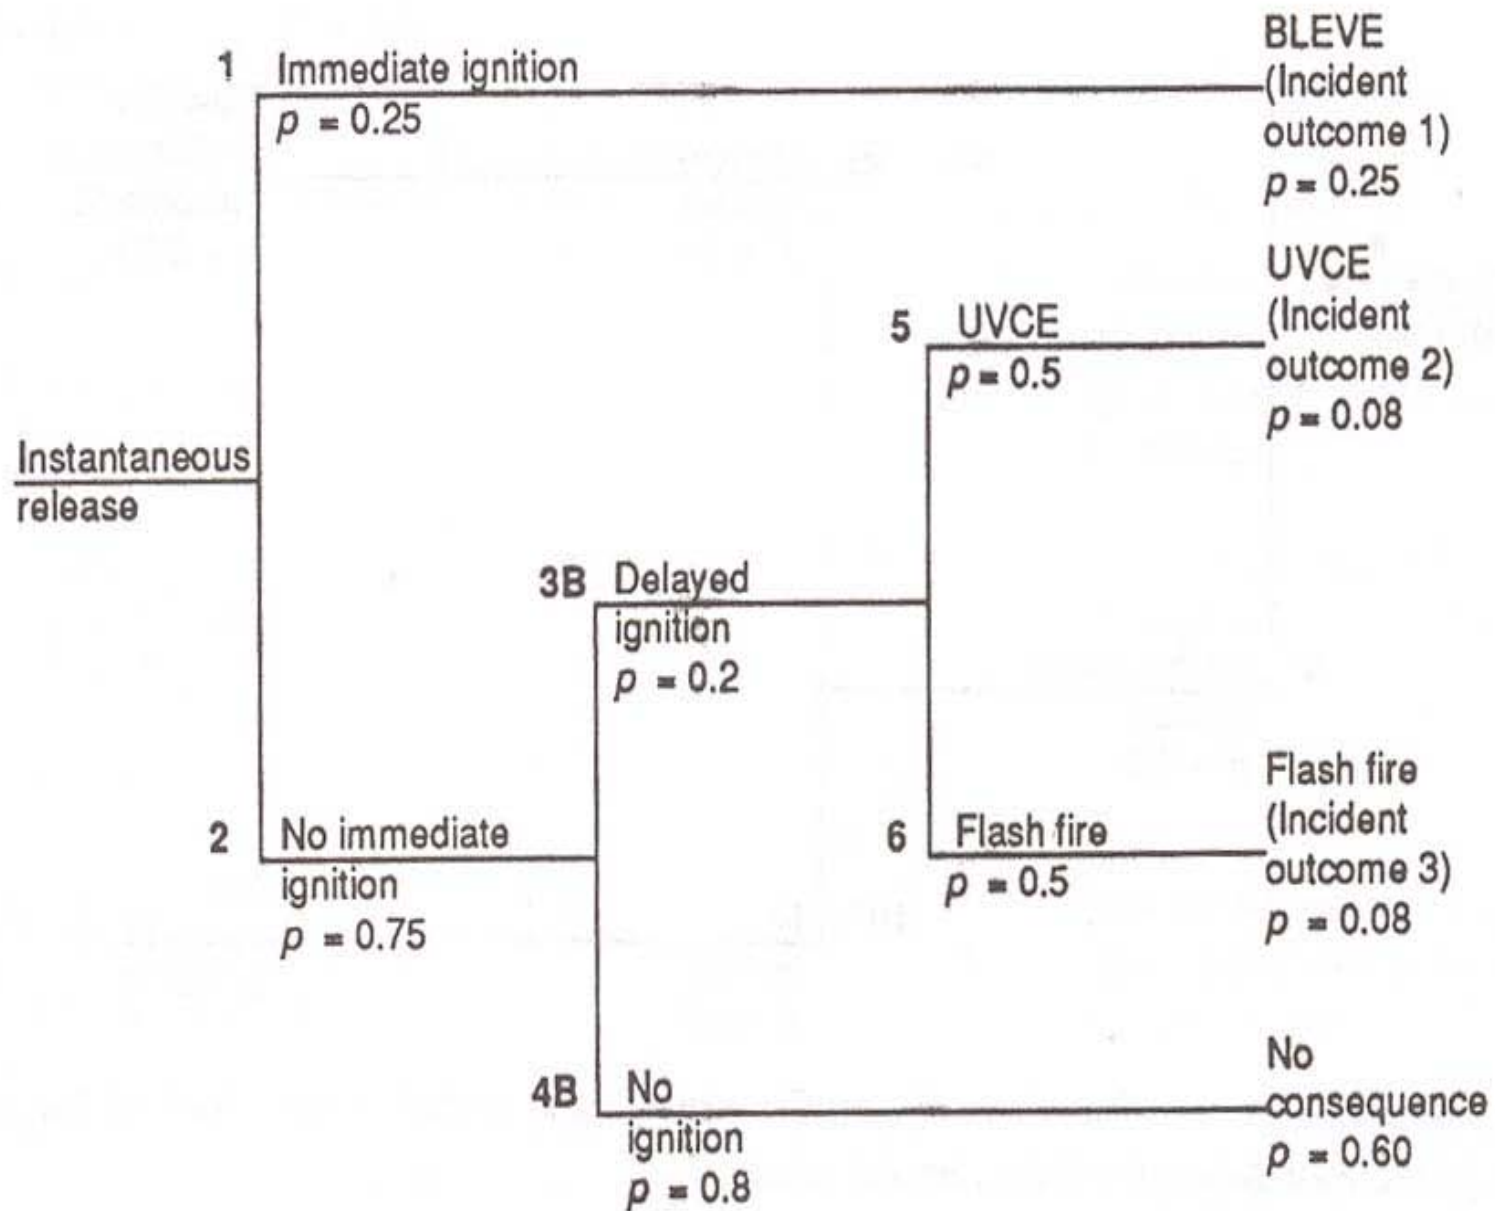 1 Immediate ignition
p = 0.25
BLEVE
(Incident
outcome 1)
p = 0.25
5 UVCE
p = 0.5
UVCE
(Incident
outcome 2)
p = 0.08
Instantaneous
release
3B Delayed
ignition
p = 0.2
2 No immediate
ignition
p = 0.75
6 Flash fire
p = 0.5
Flash fire
(Incident
outcome 3)
p = 0.08
4B No
ignition
p = 0.8
No
consequence
p = 0.60